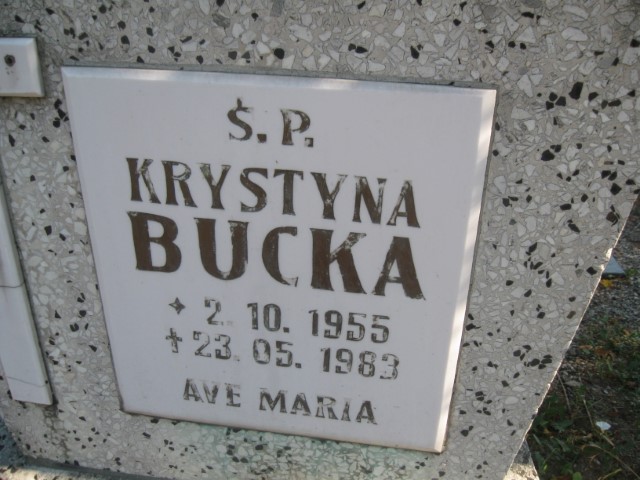 Ś.P.
KRYSTYNA
BUCKA
2.10.1955
†23.05.1983
AVE MARIA